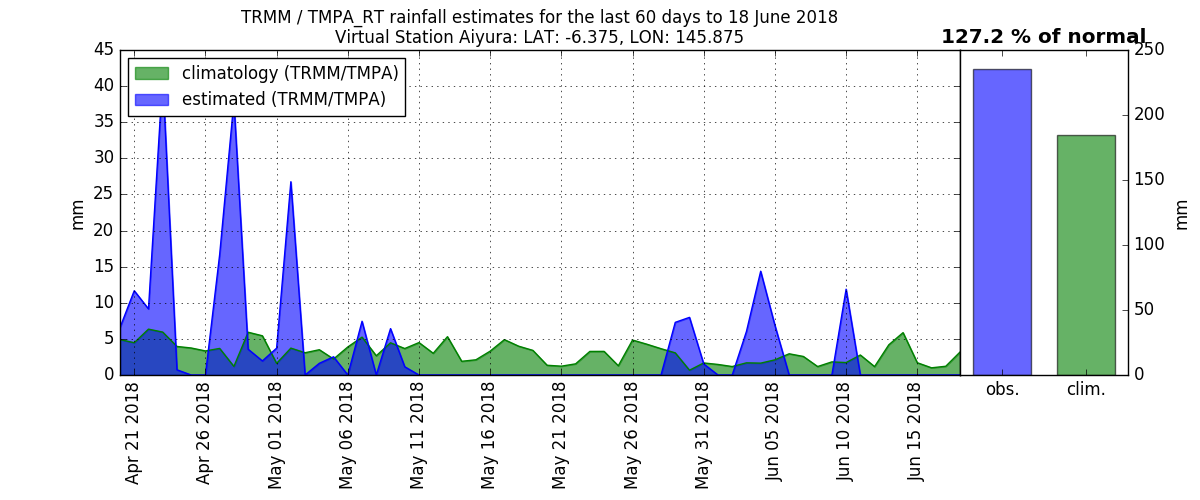 TRMM / TMPA_RT rainfall estimates for the last 60 days to 18 June 2018
Virtual Station Aiyura: LAT: -6.375, LON: 145.875
127.2 % of normal
climatology (TRMM/TMPA)
estimated (TRMM/TMPA)
mm
45
40
35
30
25
20
15
10
5
0
Apr 21 2018
Apr 26 2018
May 01 2018
May 06 2018
May 11 2018
May 16 2018
May 21 2018
May 26 2018
May 31 2018
Jun 05 2018
Jun 10 2018
Jun 15 2018
250
200
150
100
50
0
mm
obs.
clim.